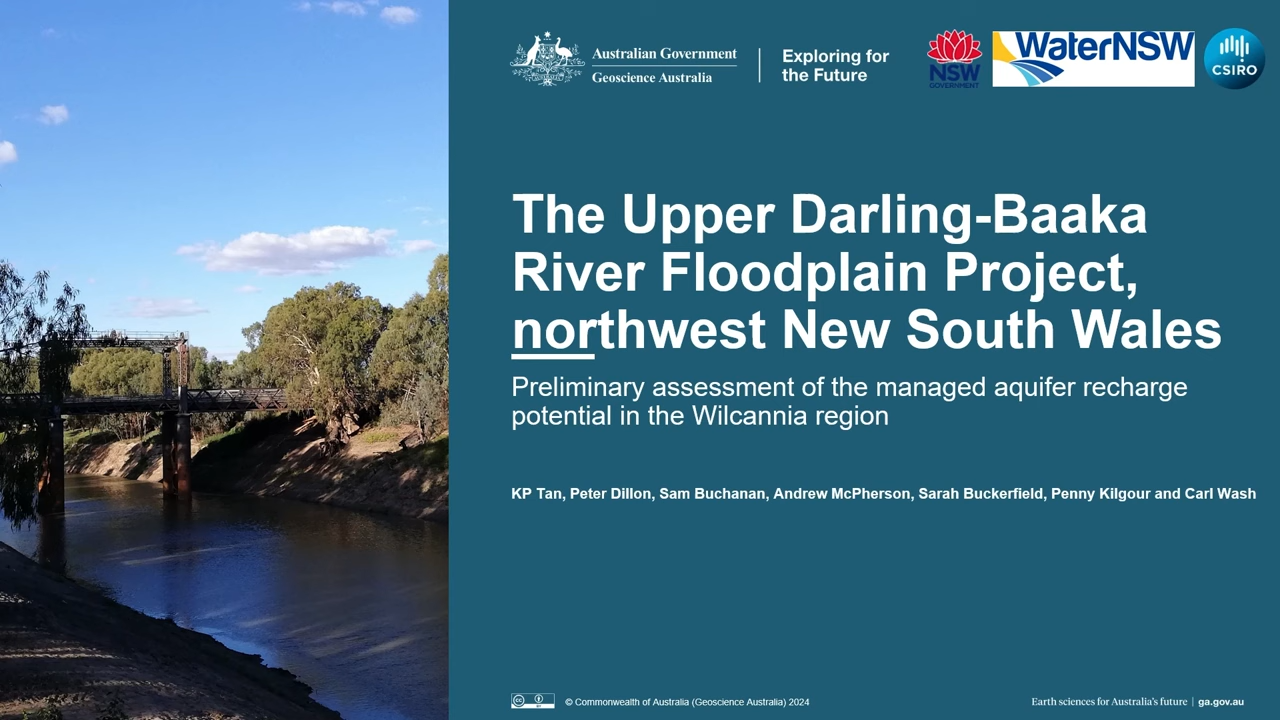 Australian Government
Geoscience Australia
Exploring for
the Future
NSW
GOVERNMENT
WaterNSW
CSIRO
The Upper Darling-Baaka
River Floodplain Project,
northwest New South Wales
Preliminary assessment of the managed aquifer recharge
potential in the Wilcannia region
KP Tan, Peter Dillon, Sam Buchanan, Andrew McPherson, Sarah Buckerfield, Penny Kilgour and Carl Wash
© Commonwealth of Australia (Geoscience Australia) 2024
Earth sciences for Australia's future | ga.gov.au